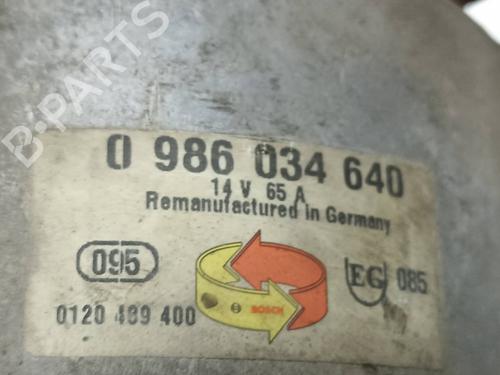 B-PARTS
0 986 034 640
14 V 65 A
Remanufactured in Germany
095
EG 085
BOSCH
0120 489 400